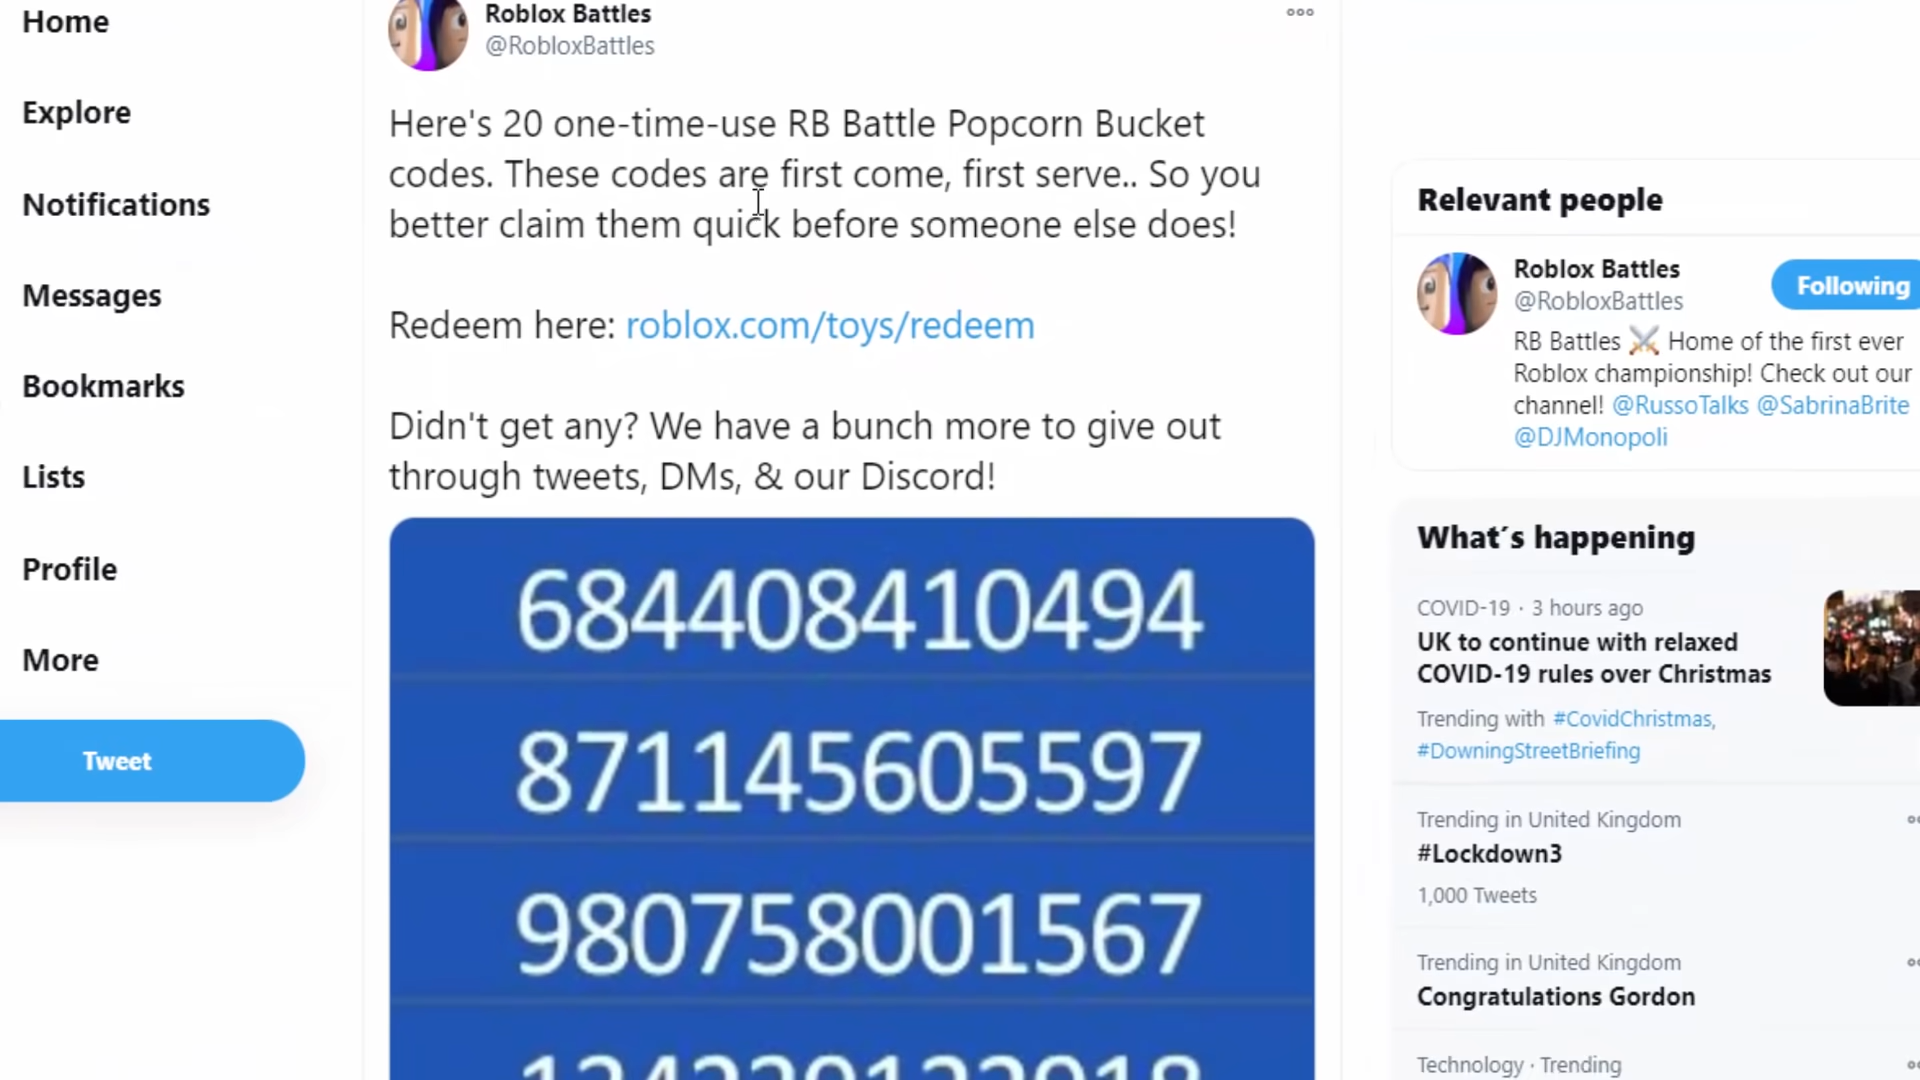 Home
Explore
Notifications
Messages
Bookmarks
Lists
Profile
More
Tweet
Roblox Battles
@RobloxBattles
Here's 20 one-time-use RB Battle Popcorn Bucket
codes. These codes are first come, first serve.. So you
better claim them quick before someone else does!
Redeem here: roblox.com/toys/redeem
Didn't get any? We have a bunch more to give out
through tweets, DMs, & our Discord!
684408410494
871145605597
980758001567
Relevant people
Roblox Battles
@RobloxBattles
Following
RB Battles ⚔️ Home of the first ever
Roblox championship! Check out our
channel! @RussoTalks @SabrinaBrite
@DJMonopoli
What´s happening
COVID-19 · 3 hours ago
UK to continue with relaxed
COVID-19 rules over Christmas
Trending with #CovidChristmas,
#DowningStreetBriefing
Trending in United Kingdom
#Lockdown3
1,000 Tweets
Trending in United Kingdom
Congratulations Gordon
Technology · Trending